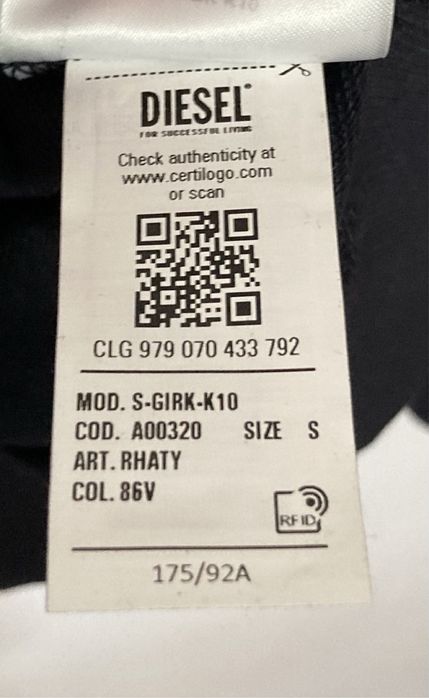 DIESEL
FOR SUCCESSFUL LIVING
Check authenticity at
www.certilogo.com
or scan
CLG 979 070 433 792
MOD. S-GIRK-K10
COD. A00320 SIZE S
ART. RHATY
COL. 86V
RFID
175/92A